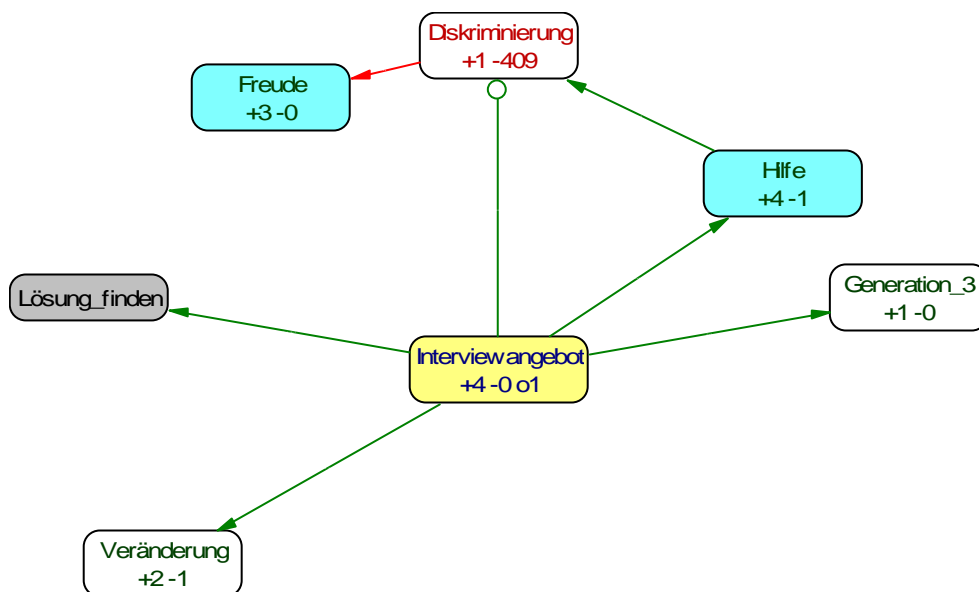 Diskriminierung
+1 -409
Freude
+3 -0
Hilfe
+4 -1
Lösung_finden
Generation_3
+1 -0
Interviewangebot
+4 -0 o1
Veränderung
+2 -1